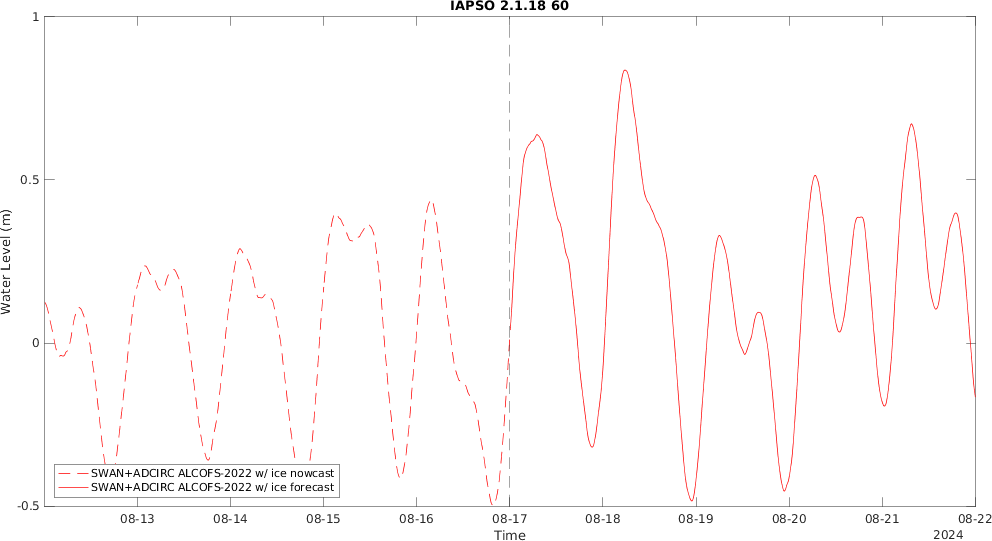 IAPSO 2.1.18 60
1
0.5
0
-0.5
Water Level (m)
SWAN+ADCIRC ALCOFS-2022 w/ ice nowcast
SWAN+ADCIRC ALCOFS-2022 w/ ice forecast
08-13 08-14 08-15 08-16 08-17 08-18 08-19 08-20 08-21 08-22
Time
2024